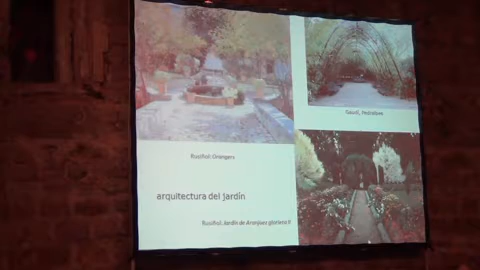 Gaudí, Pedralbes
Rusiñol: Orangers
arquitectura del jardín
Rusiñol: Jardín de Aranjuez glorieta II